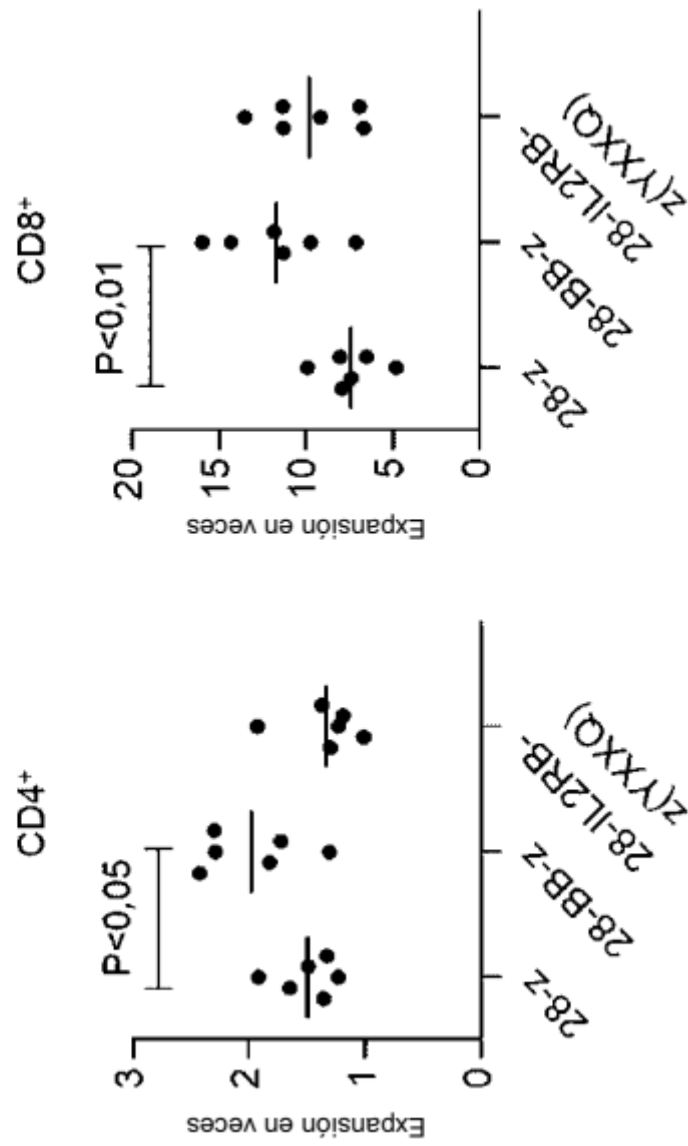 CD4⁺
P<0,05
Expansión en veces
3
2
1
0
28-z
28-BB-z
28-IL2RB-
z(YXXQ)
CD8⁺
P<0,01
Expansión en veces
20
15
10
5
0
28-z
28-BB-z
28-IL2RB-
z(YXXQ)